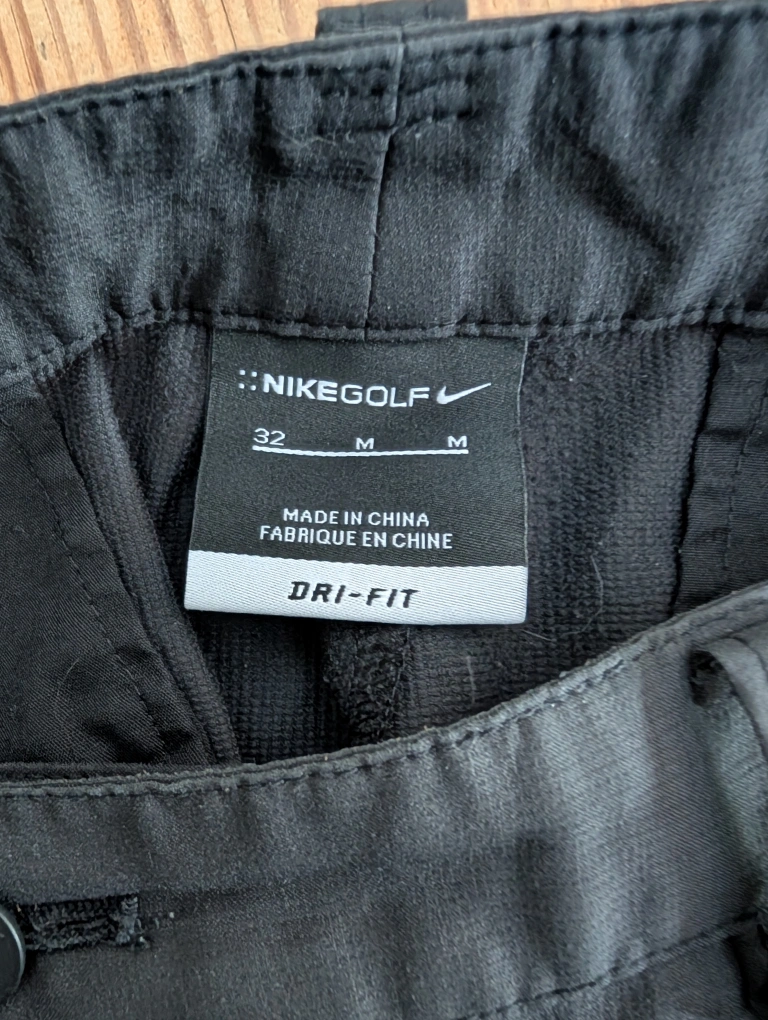 NIKEGOLF
32 M M
MADE IN CHINA
FABRIQUE EN CHINE
DRI-FIT